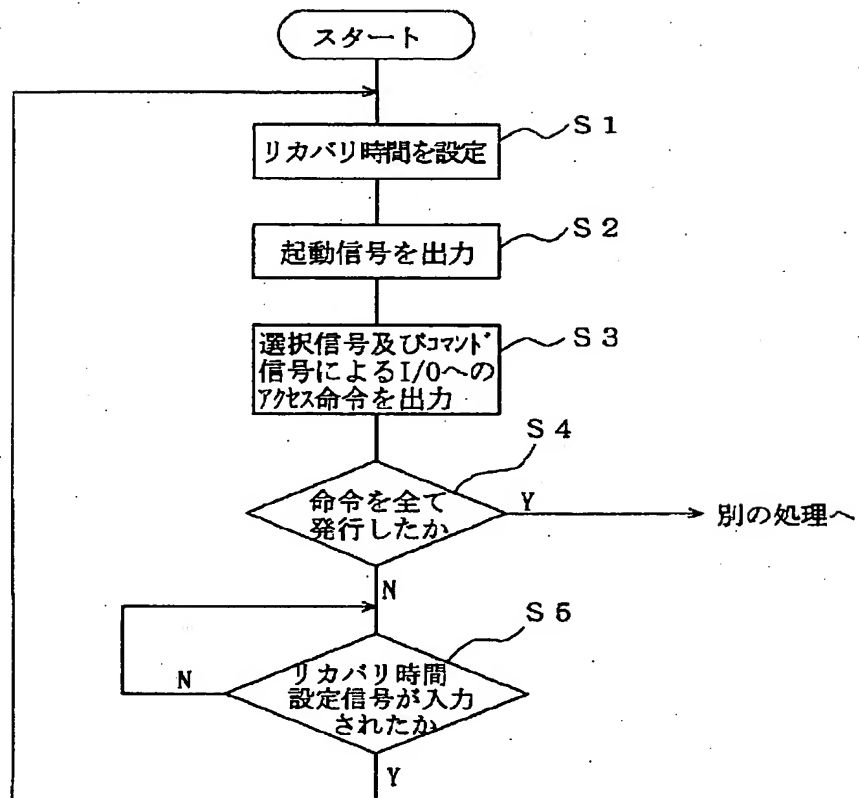 スタート
リカバリ時間を設定
S1
起動信号を出力
S2
選択信号及びコマンド
信号によるI/Oへの
アクセス命令を出力
S3
S4
命令を全て
発行したか
Y
別の処理へ
N
S5
リカバリ時間
設定信号が入力
されたか
N
Y